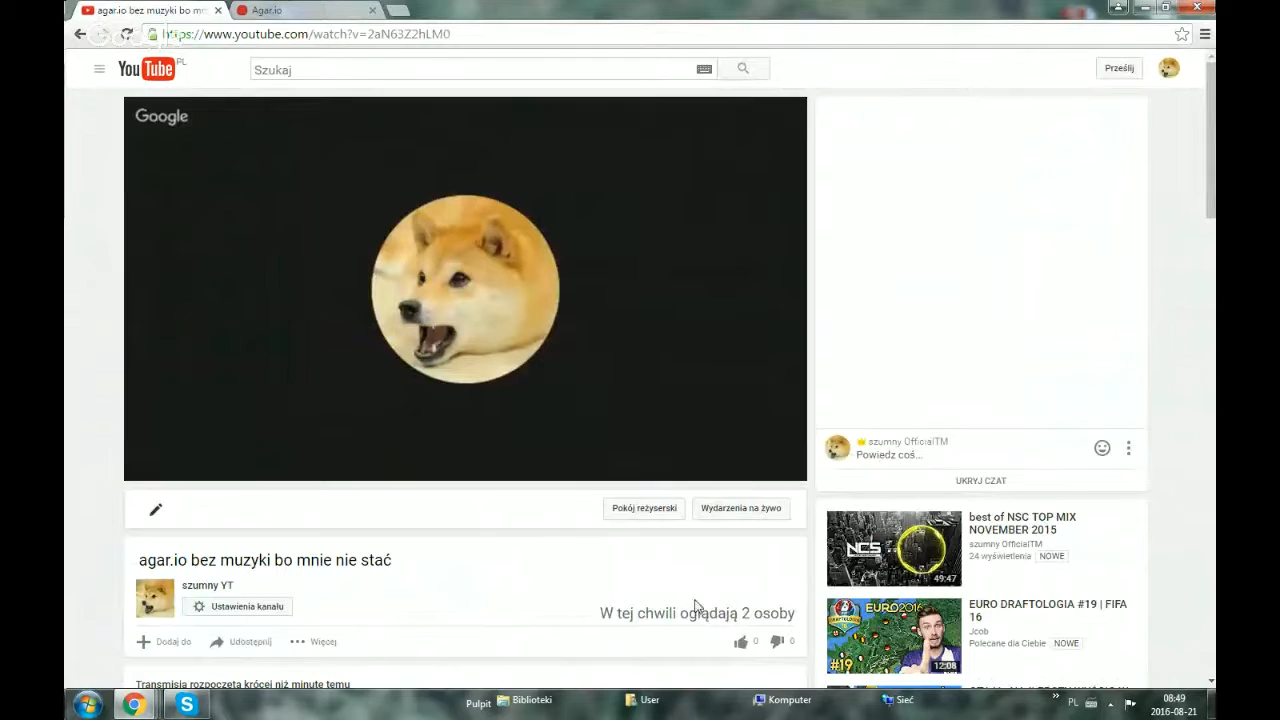 agar.io bez muzyki bo mn
Agar.io
Google
https://www.youtube.com/watch?v=2aN63Z2hLM0
YouTube PL
Szukaj
Prześlij
Google
szumny OfficialTM
Powiedz coś...
UKRYJ CZAT
Pokój reżyserski
Wydarzenia na żywo
agar.io bez muzyki bo mnie nie stać
szumny YT
Ustawienia kanału
W tej chwili oglądają 2 osoby
Dodaj do
Udostępnij
Więcej
0
0
Transmisja rozpoczęta krócej niż minutę temu
NCS
49:47
best of NSC TOP MIX
NOVEMBER 2015
szumny OfficialTM
24 wyświetlenia
NOWE
EURO2016
#19
12:08
EURO DRAFTOLOGIA #19 | FIFA
16
Jcob
Polecane dla Ciebie
NOWE
Pulpit
Biblioteki
User
Komputer
Sieć
PL
08:49
2016-08-21